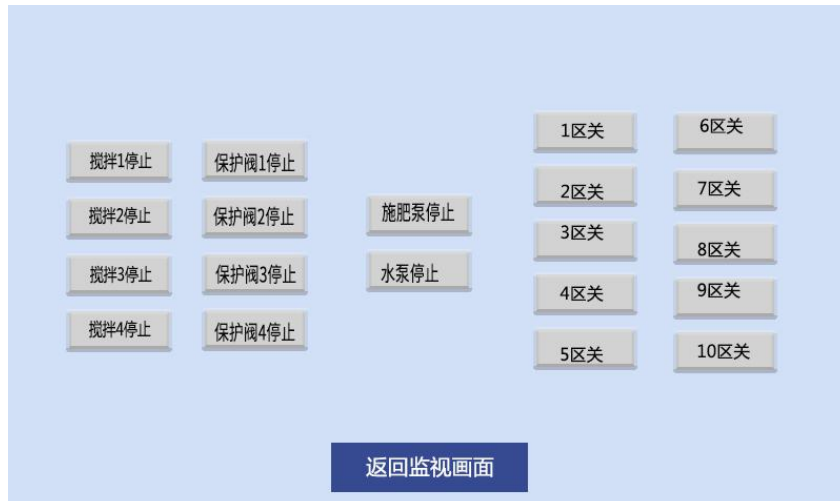 搅拌1停止
搅拌2停止
搅拌3停止
搅拌4停止
保护阀1停止
保护阀2停止
保护阀3停止
保护阀4停止
施肥泵停止
水泵停止
1区关
2区关
3区关
4区关
5区关
6区关
7区关
8区关
9区关
10区关
返回监视画面